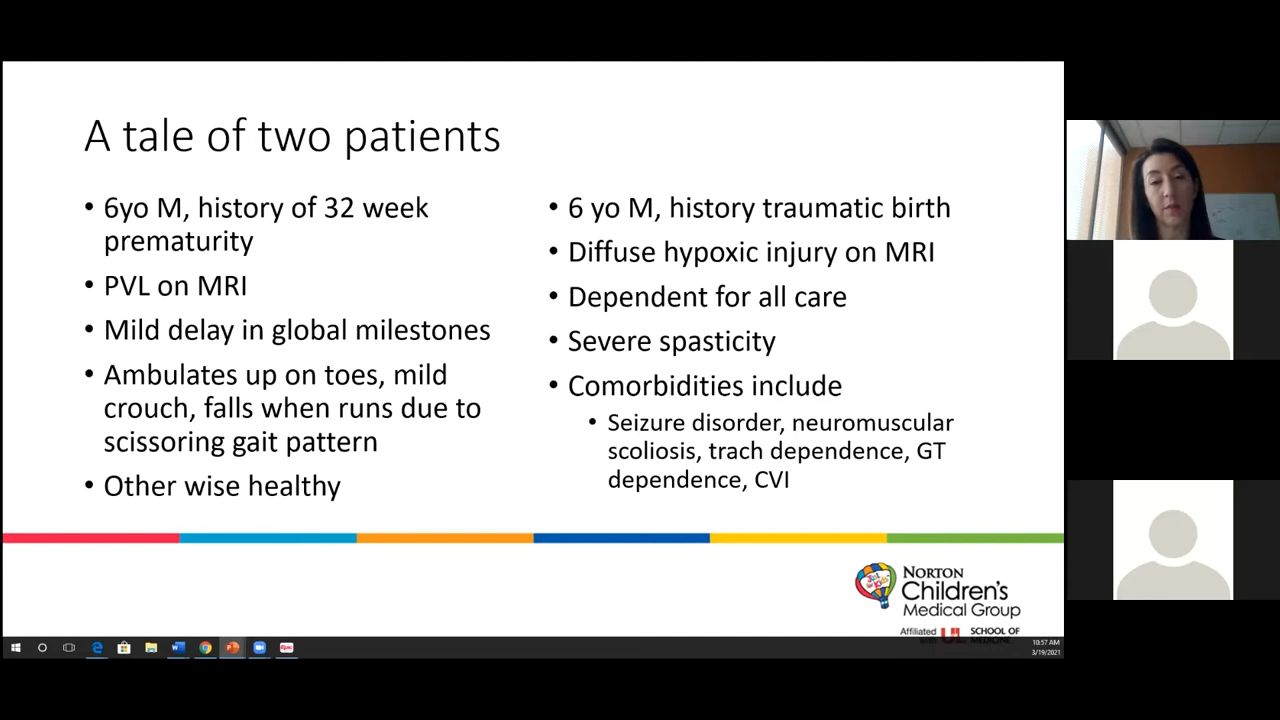 A tale of two patients
• 6yo M, history of 32 week
prematurity
• PVL on MRI
• Mild delay in global milestones
• Ambulates up on toes, mild
crouch, falls when runs due to
scissoring gait pattern
• Other wise healthy
• 6 yo M, history traumatic birth
• Diffuse hypoxic injury on MRI
• Dependent for all care
• Severe spasticity
• Comorbidities include
• Seizure disorder, neuromuscular
scoliosis, trach dependence, GT
dependence, CVI
Just for Kids
NORTON
Children's
Medical Group
Affiliated
SCHOOL OF
10:57 AM
3/19/2021